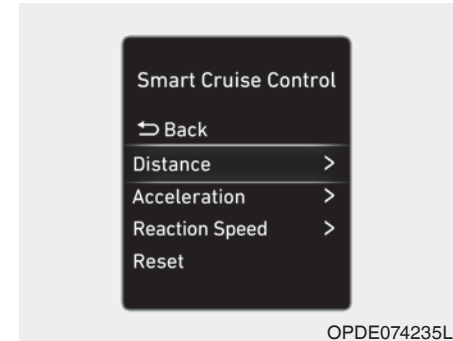 Smart Cruise Control
Back
Distance >
Acceleration >
Reaction Speed >
Reset
OPDE074235L